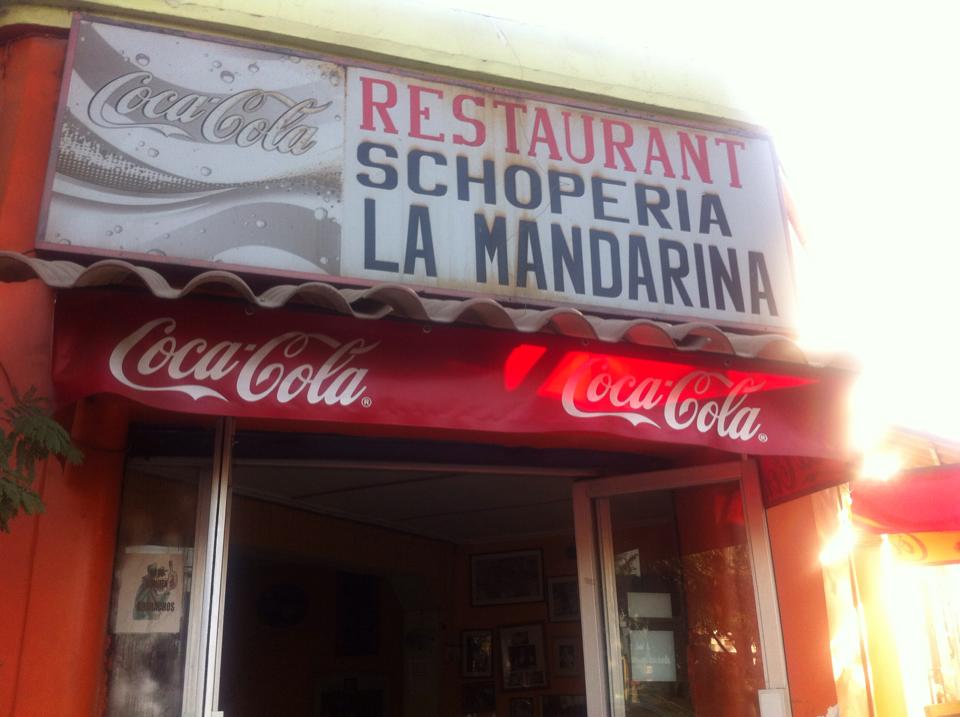 Coca-Cola
RESTAURANT
SCHOPERIA
LA MANDARINA
Coca-Cola®
Coca-Cola®